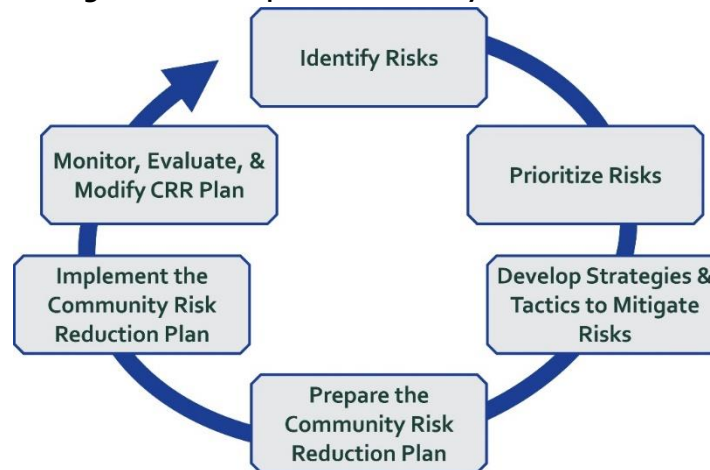 Identify Risks
Prioritize Risks
Develop Strategies &
Tactics to Mitigate
Risks
Prepare the
Community Risk
Reduction Plan
Implement the
Community Risk
Reduction Plan
Monitor, Evaluate, &
Modify CRR Plan